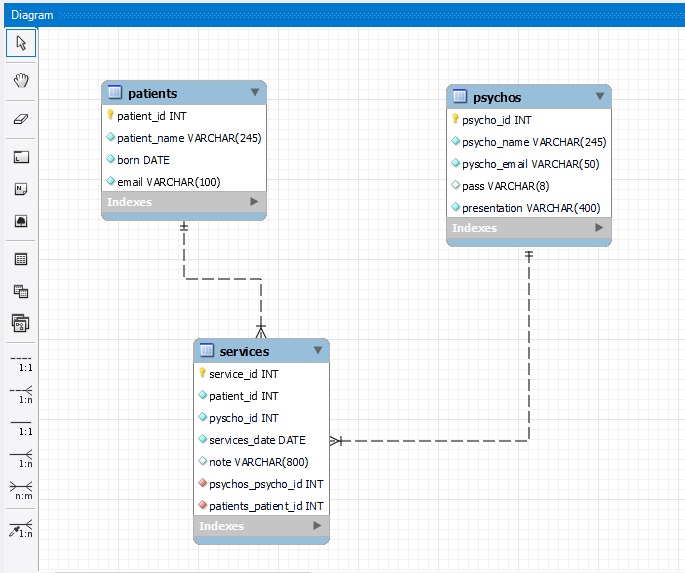 Diagram
patients
patient_id INT
patient_name VARCHAR(245)
born DATE
email VARCHAR(100)
Indexes
psychos
psycho_id INT
psycho_name VARCHAR(245)
pyscho_email VARCHAR(50)
pass VARCHAR(8)
presentation VARCHAR(400)
Indexes
services
service_id INT
patient_id INT
pyscho_id INT
services_date DATE
note VARCHAR(800)
psychos_psycho_id INT
patients_patient_id INT
Indexes
1:1
1:n
1:1
1:n
n:m
1:n